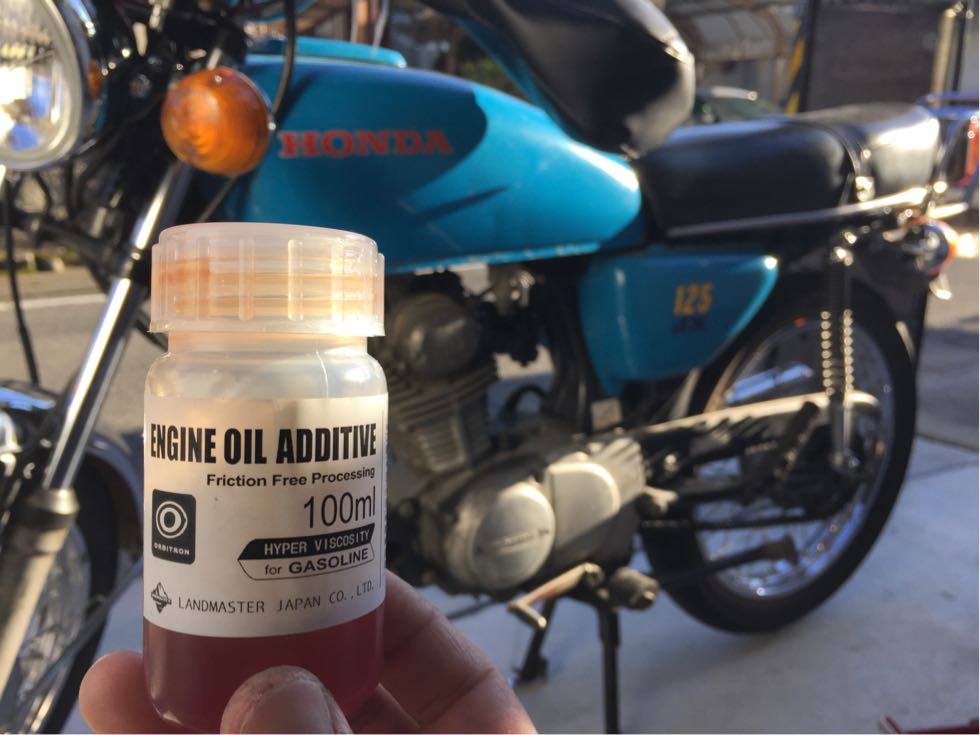 HONDA
125
ENGINE OIL ADDITIVE
Friction Free Processing
100ml
HYPER VISCOSITY
for GASOLINE
ORBITRON
LANDMASTER JAPAN CO.,LTD.